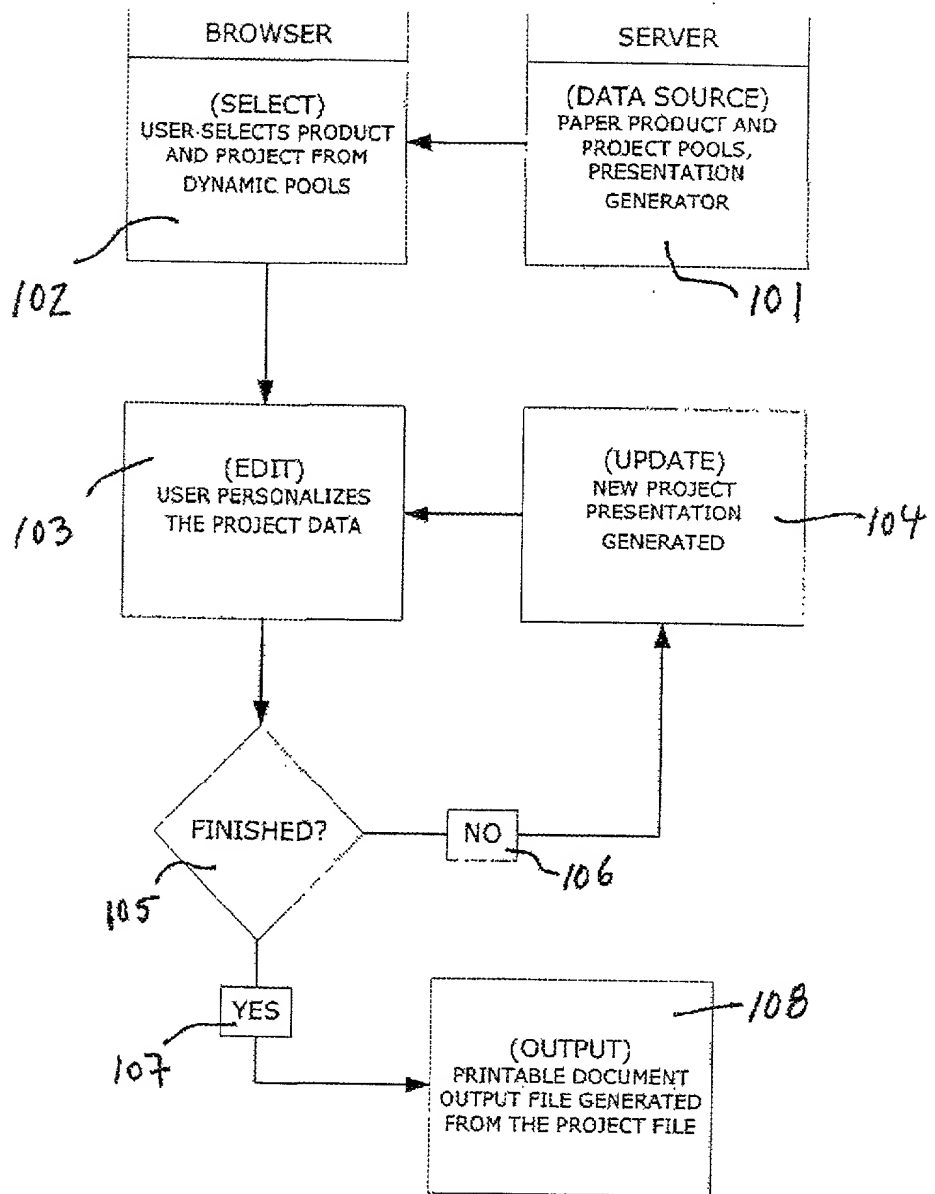 BROWSER
SERVER
(SELECT)
USER-SELECTS PRODUCT
AND PROJECT FROM
DYNAMIC POOLS
(DATA SOURCE)
PAPER PRODUCT AND
PROJECT POOLS,
PRESENTATION
GENERATOR
102
101
(EDIT)
USER PERSONALIZES
THE PROJECT DATA
103
(UPDATE)
NEW PROJECT
PRESENTATION
GENERATED
104
FINISHED?
105
NO
106
YES
107
(OUTPUT)
PRINTABLE DOCUMENT
OUTPUT FILE GENERATED
FROM THE PROJECT FILE
108